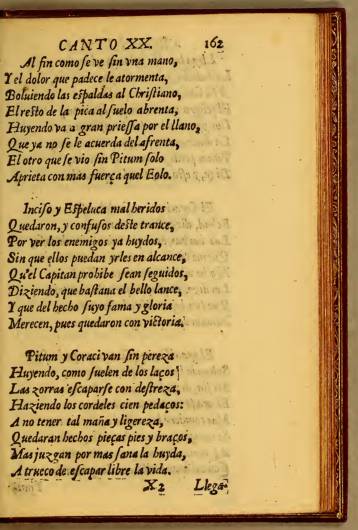 CANTO XX. 162
Al fin como ſe ve ſin vna mano,
Y el dolor que padece le atormenta,
Boluiendo las eſpaldas al Chriſtiano,
El reſto de la pica al ſuelo abrenta,
Huyendo va a gran prieſſa por el llano,
Que ya no ſe le acuerda del afrenta,
El otro que ſe vio ſin Pitum ſolo
Aprieta con mas fuerça quel Eolo.
Inciſo y Eſpeluca mal heridos
Quedaron, y confuſos deſte trance,
Por ver los enemigos ya huydos,
Sin que ellos puedan yrles en alcance,
Qu'el Capitan prohibe ſean ſeguidos,
Diziendo, que baſtaua el bello lance,
Y que del hecho ſuyo fama y gloria
Merecen, pues quedaron con victoria.
Pitum y Coraci van ſin pereza
Huyendo, como ſuelen de los laços
Las zorras eſcaparſe con deſtreza,
Haziendo los cordeles cien pedaços:
A no tener tal maña y ligereza,
Quedaran hechos pieças pies y braços,
Mas juzgan por mas ſana la huyda,
A trueco de eſcapar libre la vida.
X2 Llega